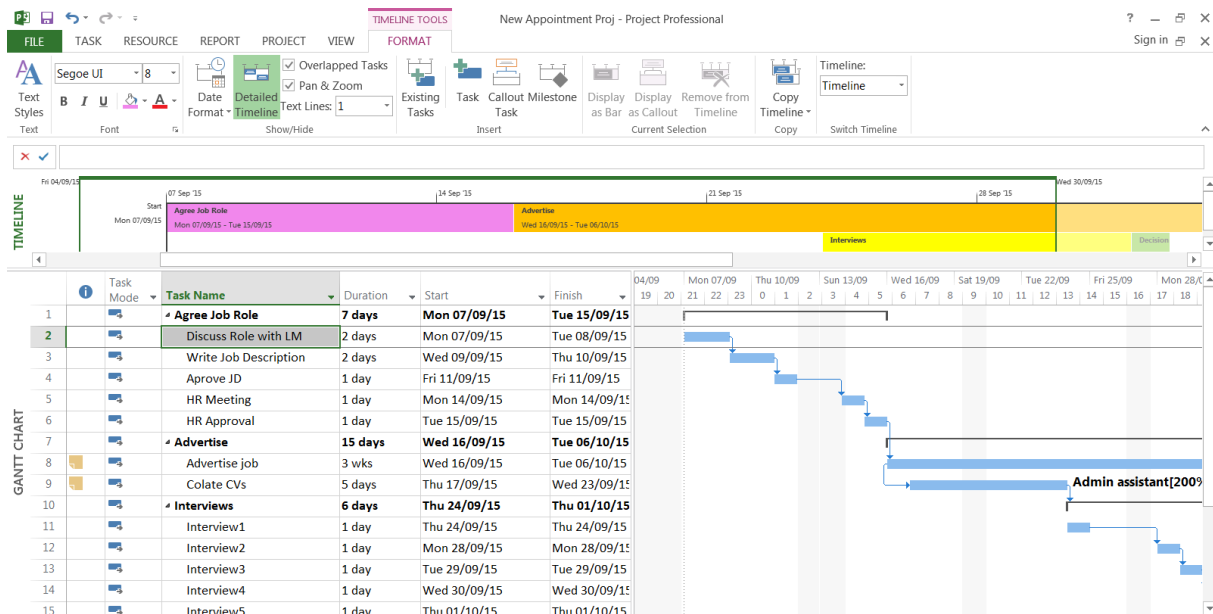 TIMELINE TOOLS
New Appointment Proj - Project Professional
?
FILE TASK RESOURCE REPORT PROJECT VIEW FORMAT
Sign in
Segoe UI 8
B I U A
Text Styles
Date Format
Detailed Timeline
Overlapped Tasks
Pan & Zoom
Text Lines: 1
Existing Tasks
Task
Callout Task
Milestone
Display as Bar
Display as Callout
Remove from Timeline
Copy Timeline
Timeline:
Timeline
Text Font Show/Hide Insert Current Selection Copy Switch Timeline
TIMELINE
Fri 04/09/15
Wed 30/09/15
07 Sep '15 14 Sep '15 21 Sep '15 28 Sep '15
Start
Mon 07/09/15
Agree Job Role
Mon 07/09/15 - Tue 15/09/15
Advertise
Wed 16/09/15 - Tue 06/10/15
Interviews
Decision
GANTT CHART
Task Mode Task Name Duration Start Finish
04/09 Mon 07/09 Thu 10/09 Sun 13/09 Wed 16/09 Sat 19/09 Tue 22/09 Fri 25/09 Mon 28/0
19 20 21 22 23 0 1 2 3 4 5 6 7 8 9 10 11 12 13 14 15 16 17 18
1 Agree Job Role 7 days Mon 07/09/15 Tue 15/09/15
2 Discuss Role with LM 2 days Mon 07/09/15 Tue 08/09/15
3 Write Job Description 2 days Wed 09/09/15 Thu 10/09/15
4 Aprove JD 1 day Fri 11/09/15 Fri 11/09/15
5 HR Meeting 1 day Mon 14/09/15 Mon 14/09/15
6 HR Approval 1 day Tue 15/09/15 Tue 15/09/15
7 Advertise 15 days Wed 16/09/15 Tue 06/10/15
8 Advertise job 3 wks Wed 16/09/15 Tue 06/10/15
9 Colate CVs 5 days Thu 17/09/15 Wed 23/09/15 Admin assistant[200%
10 Interviews 6 days Thu 24/09/15 Thu 01/10/15
11 Interview1 1 day Thu 24/09/15 Thu 24/09/15
12 Interview2 1 day Mon 28/09/15 Mon 28/09/15
13 Interview3 1 day Tue 29/09/15 Tue 29/09/15
14 Interview4 1 day Wed 30/09/15 Wed 30/09/15
15 Interview5 1 day Thu 01/10/15 Thu 01/10/15